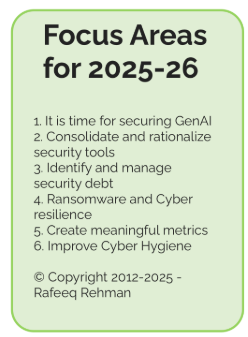 Focus Areas
for 2025-26
1. It is time for securing GenAI
2. Consolidate and rationalize
security tools
3. Identify and manage
security debt
4. Ransomware and Cyber
resilience
5. Create meaningful metrics
6. Improve Cyber Hygiene
© Copyright 2012-2025 -
Rafeeq Rehman